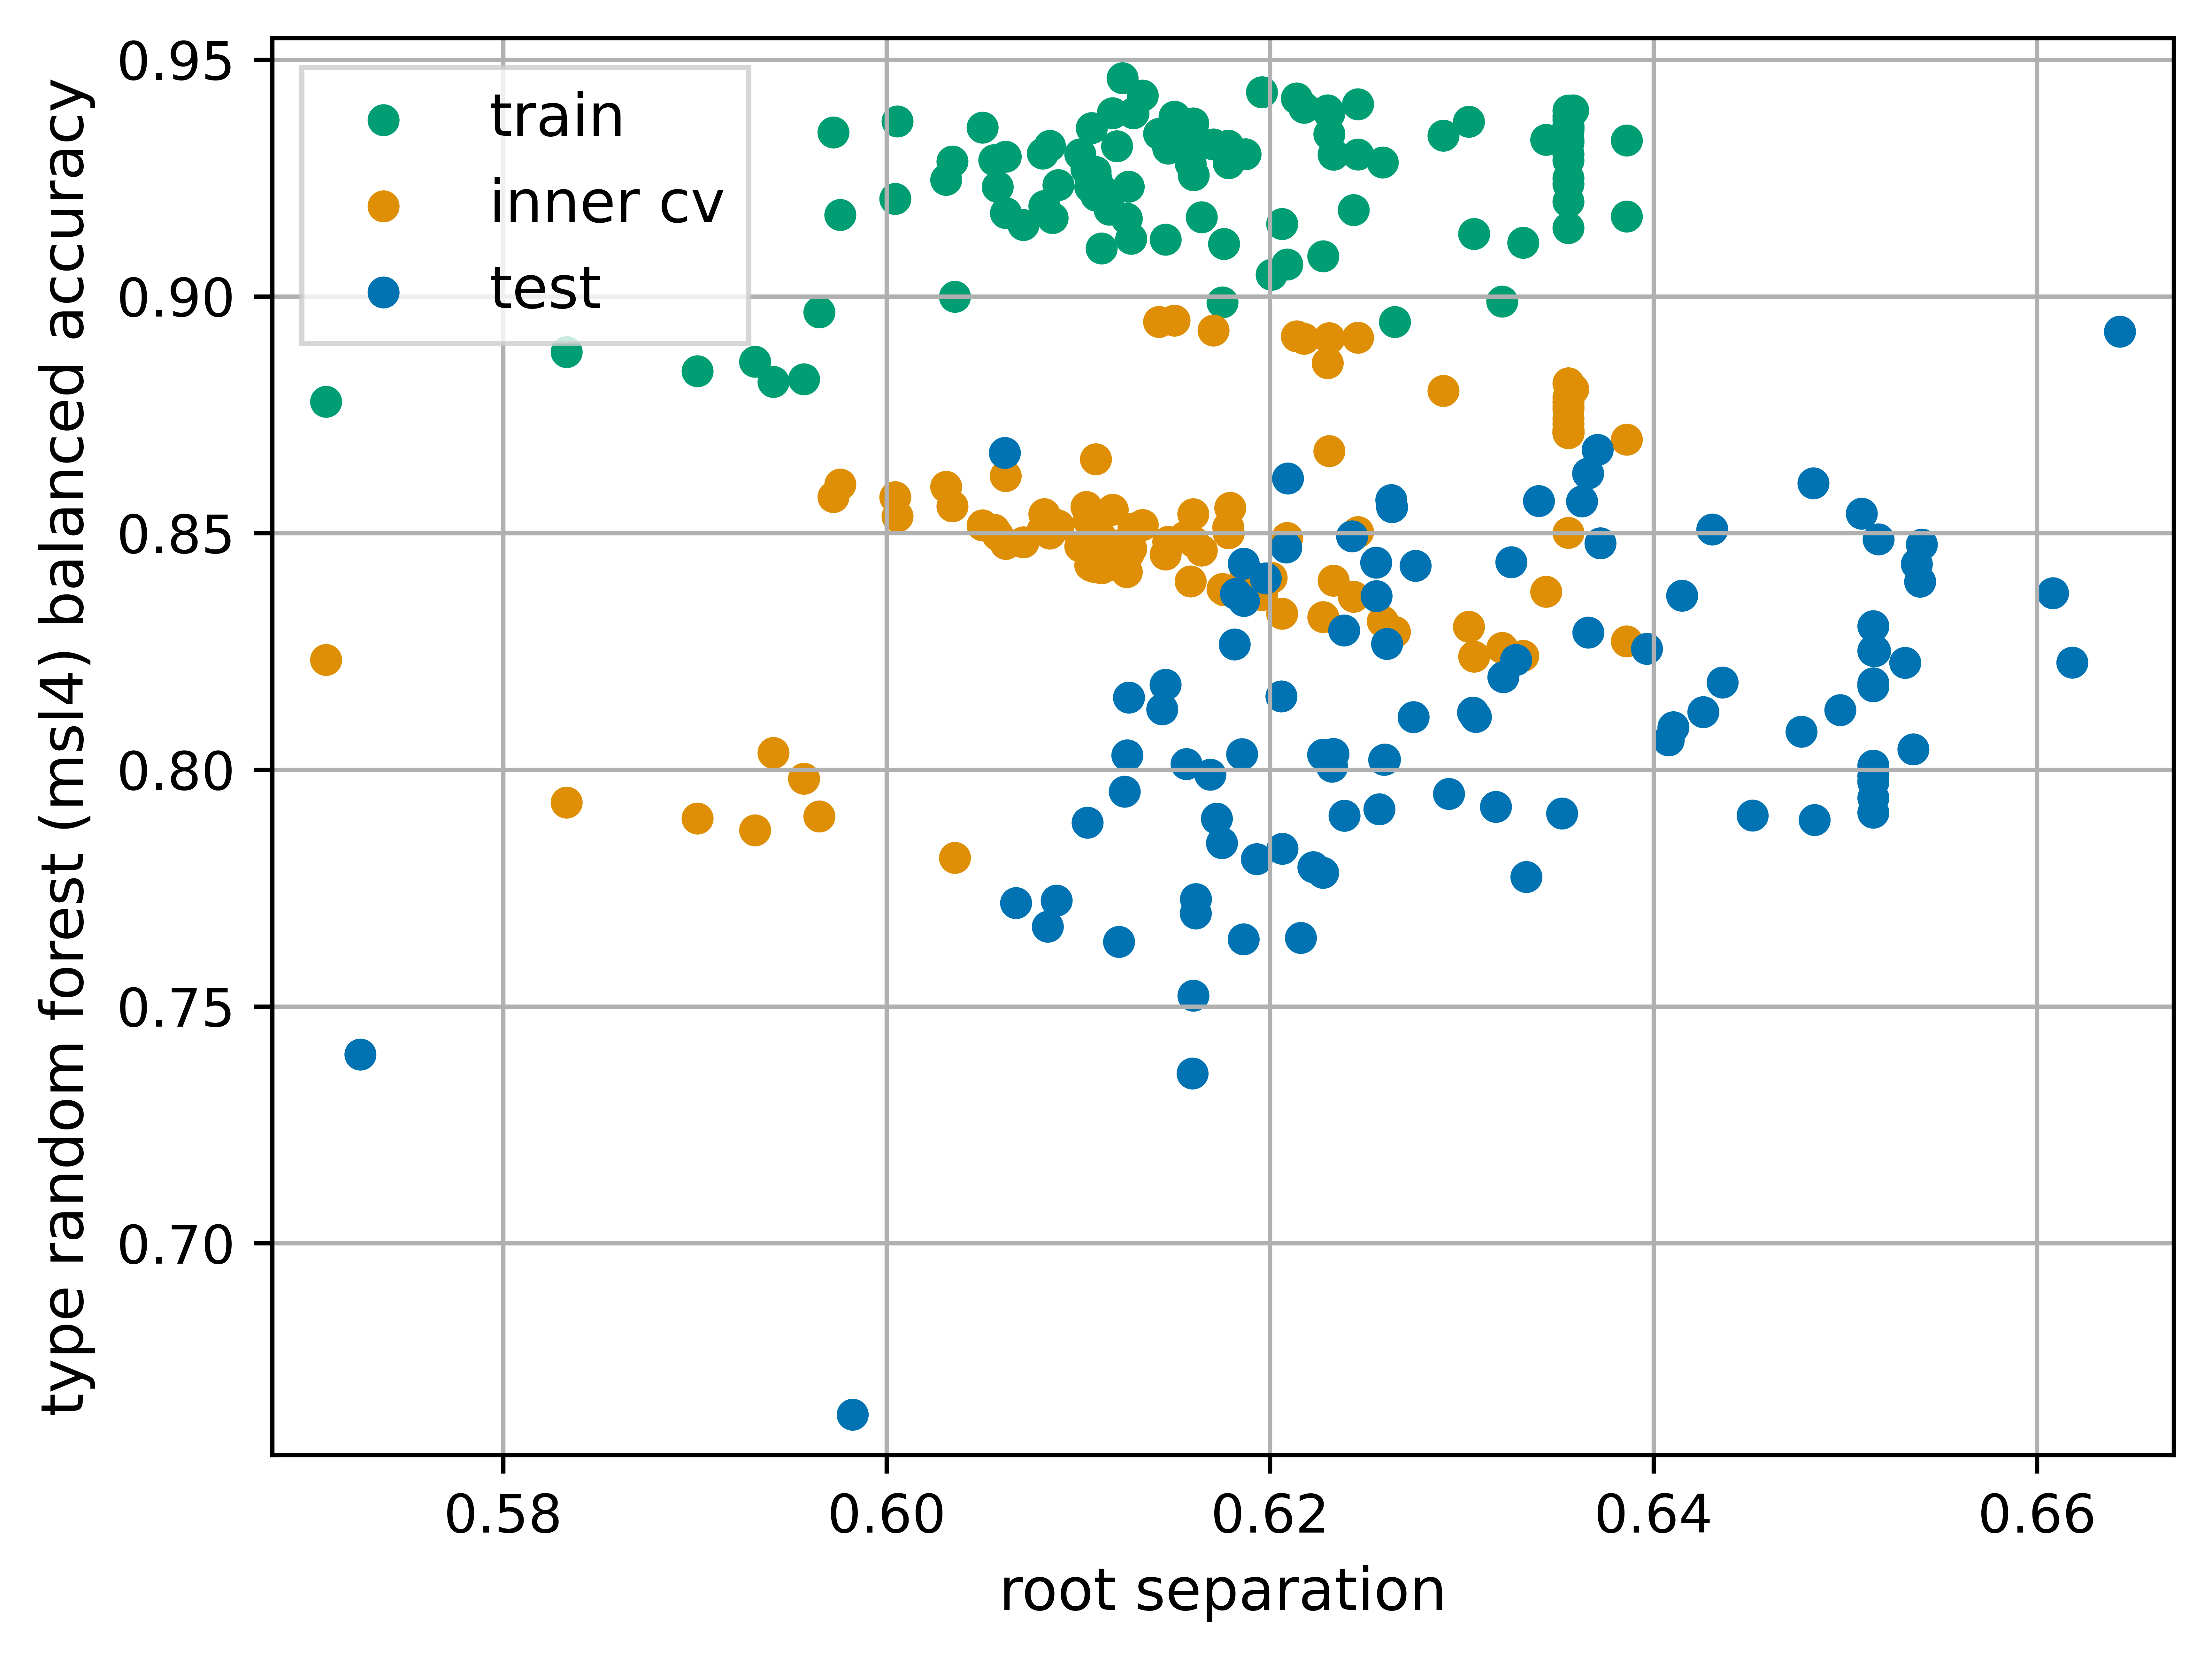 0.95
0.90
0.85
0.80
0.75
0.70
type random forest (msl4) balanced accuracy
train
inner cv
test
0.58
0.60
0.62
0.64
0.66
root separation